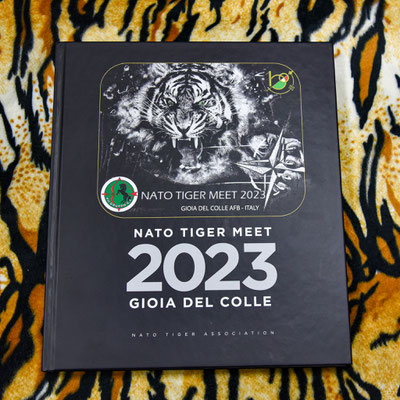 NATO TIGER MEET 2023
GIOIA DEL COLLE AFB - ITALY
NATO TIGER MEET
2023
GIOIA DEL COLLE
NATO TIGER ASSOCIATION